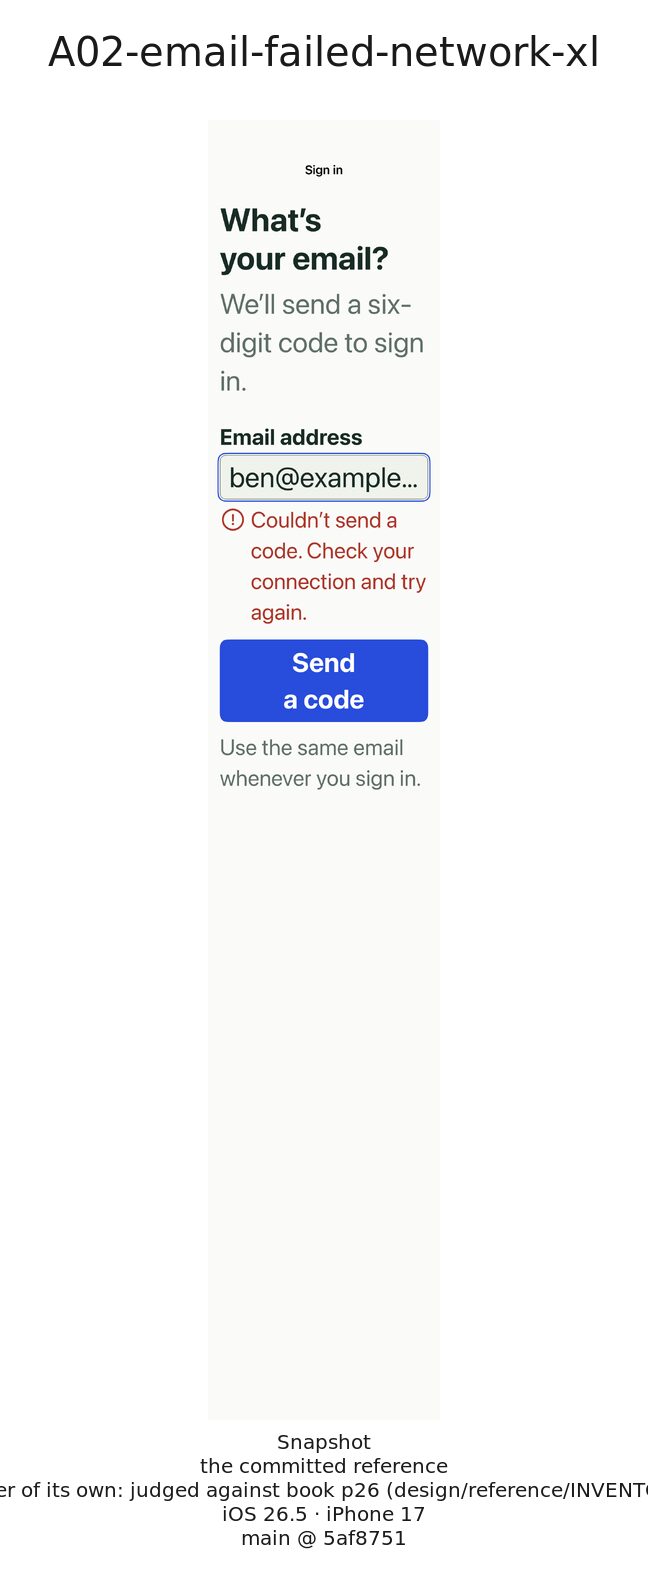 A02-email-failed-network-xl
Sign in
What’s
your email?
We’ll send a six-
digit code to sign
in.
Email address
ben@example…
Couldn’t send a
code. Check your
connection and try
again.
Send
a code
Use the same email
whenever you sign in.
Snapshot
the committed reference
of its own: judged against book p26 (design/reference/
iOS 26.5 · iPhone 17
main @ 5af8751